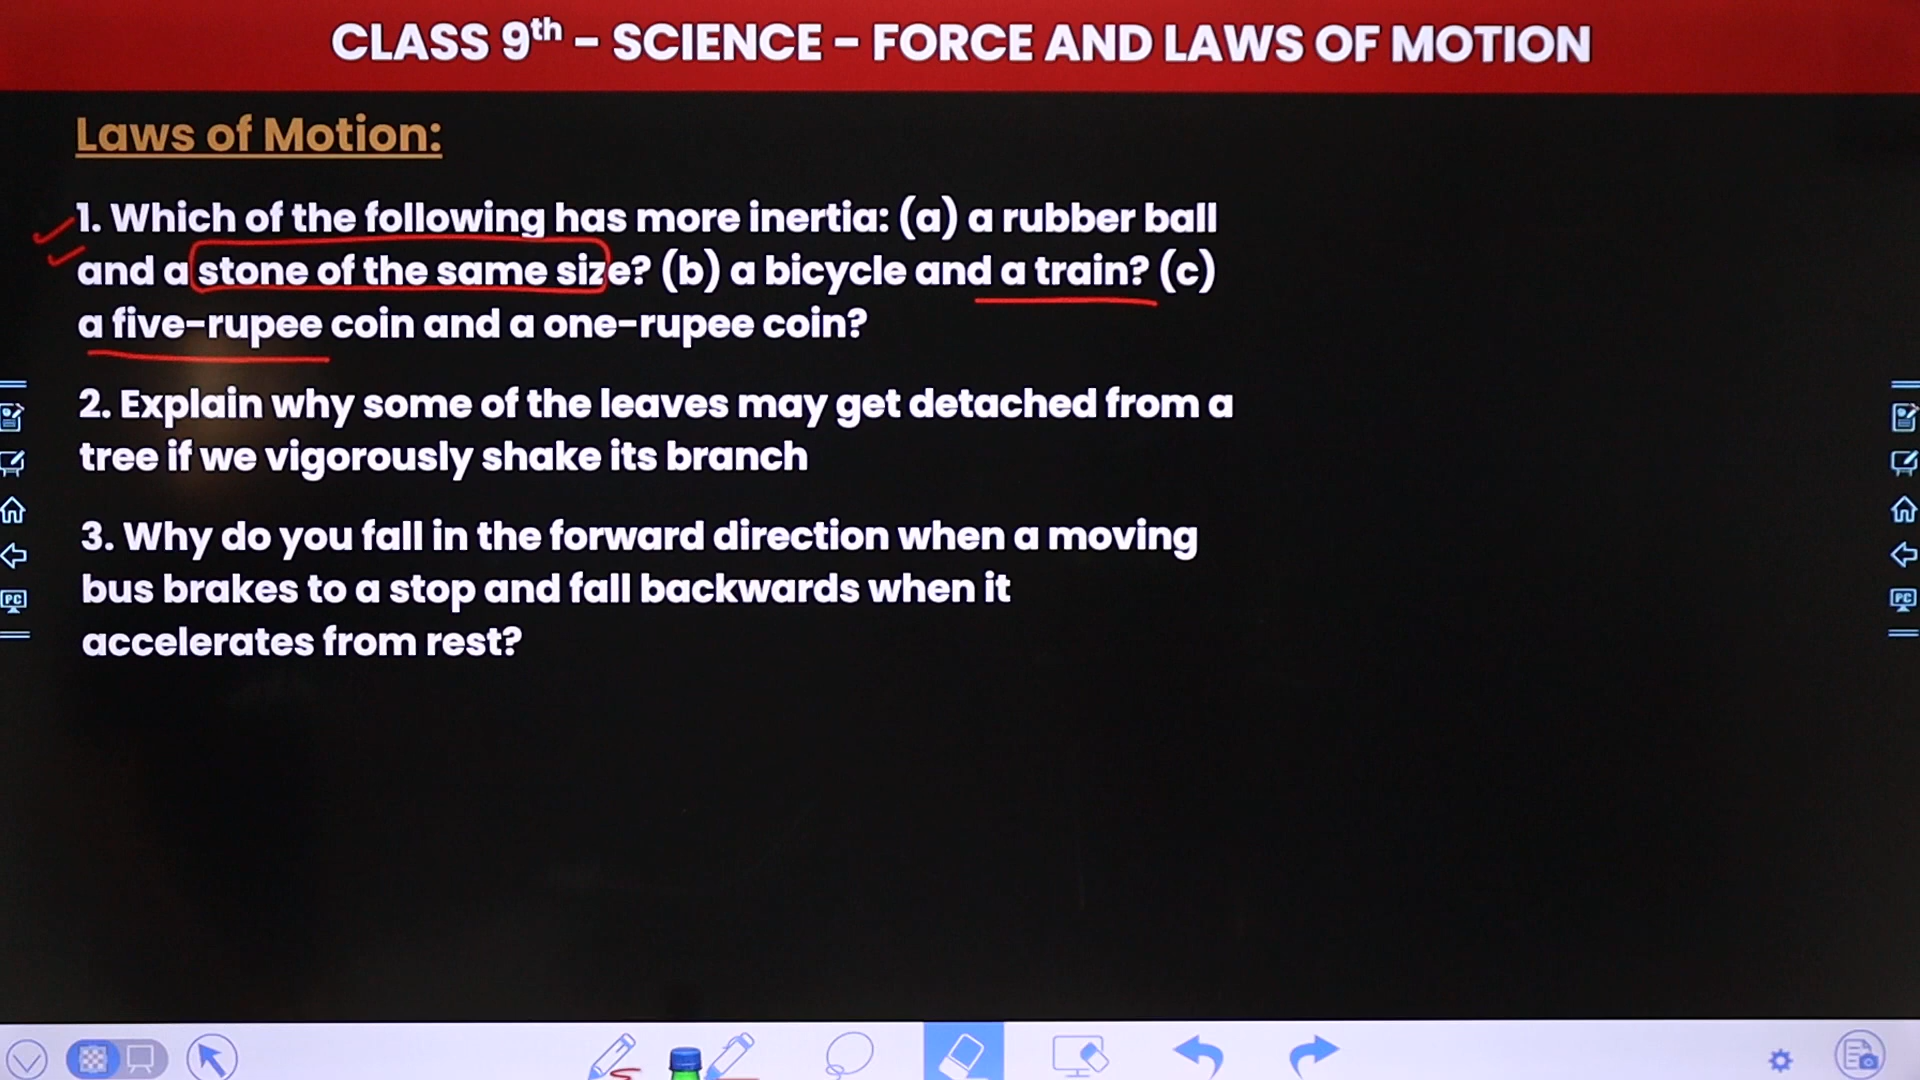 CLASS 9th - SCIENCE - FORCE AND LAWS OF MOTION
Laws of Motion:
1. Which of the following has more inertia: (a) a rubber ball
and a stone of the same size? (b) a bicycle and a train? (c)
a five-rupee coin and a one-rupee coin?
2. Explain why some of the leaves may get detached from a
tree if we vigorously shake its branch
3. Why do you fall in the forward direction when a moving
bus brakes to a stop and fall backwards when it
accelerates from rest?
PC
PC